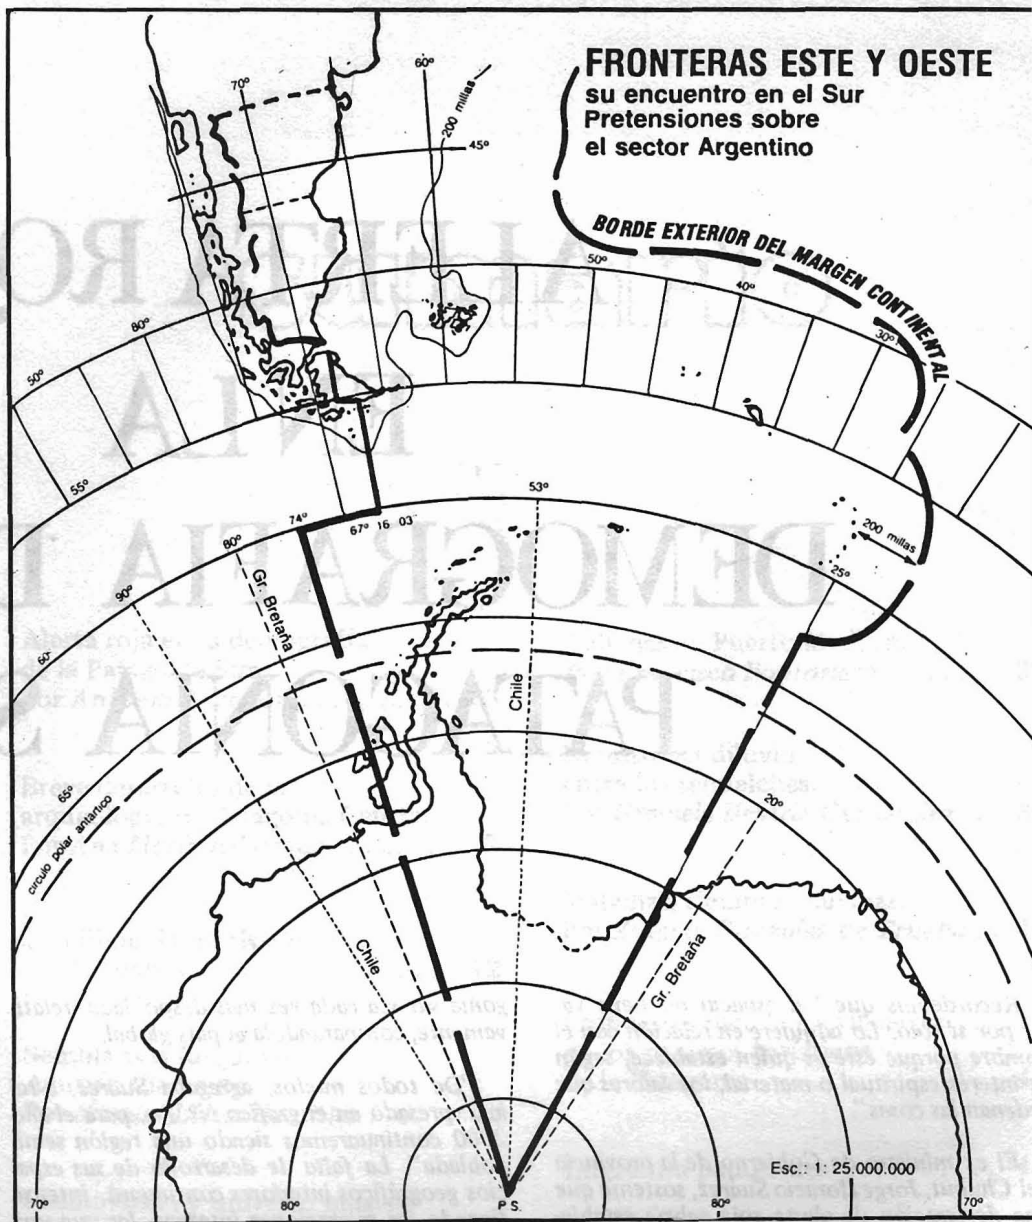 FRONTERAS ESTE Y OESTE
su encuentro en el Sur
Pretensiones sobre
el sector Argentino
70°
60°
200 millas
45°
BORDE EXTERIOR DEL MARGEN CONTINENTAL
50°
40°
30°
80°
50°
55°
53°
74°
67° 16' 03''
80°
90°
60°
200 millas
25°
Gr. Bretaña
Chile
20°
65°
círculo polar antártico
Chile
Gr. Bretaña
Esc.: 1: 25.000.000
70°
80°
P S.
60°
70°